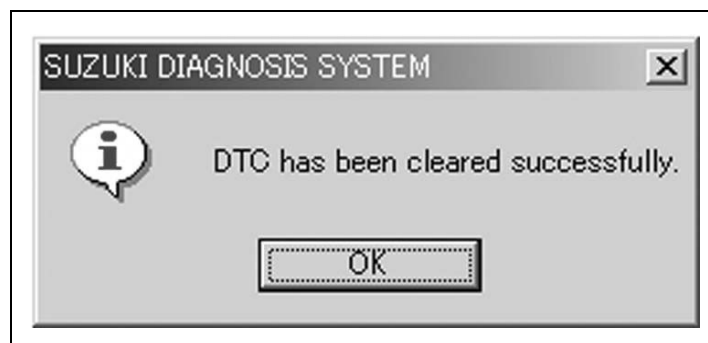 SUZUKI DIAGNOSIS SYSTEM
DTC has been cleared successfully.
OK